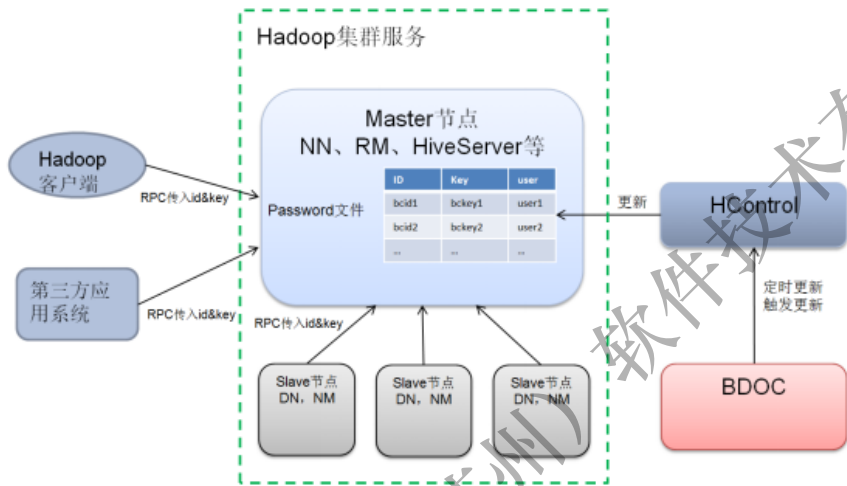 Hadoop集群服务
Master节点
NN、RM、HiveServer等
Password文件
ID Key user
bcid1 bckey1 user1
bcid2 bckey2 user2
... ... ...
Hadoop
客户端
RPC传入id&key
第三方应
用系统
RPC传入id&key
RPC传入id&key
Slave节点
DN，NM
Slave节点
DN，NM
Slave节点
DN，NM
更新
HControl
定时更新
触发更新
BDOC
州）软件技术有